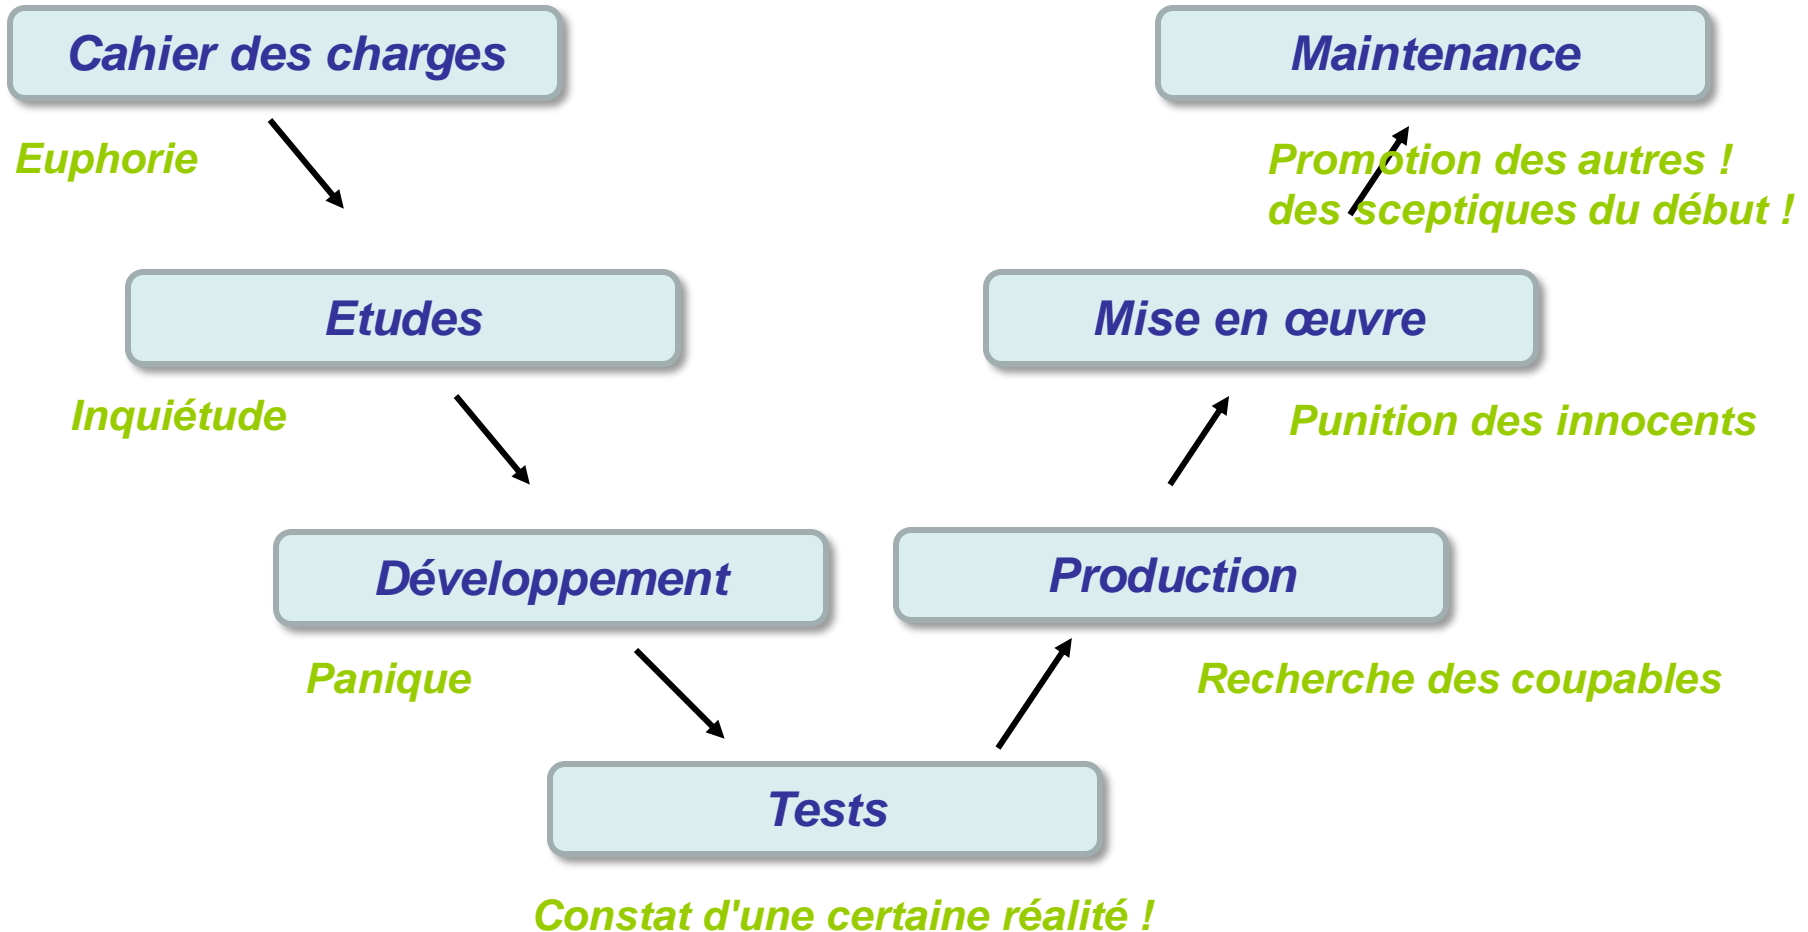 Cahier des charges
Euphorie
Etudes
Inquiétude
Développement
Panique
Tests
Constat d'une certaine réalité !
Production
Recherche des coupables
Mise en œuvre
Punition des innocents
Maintenance
Promotion des autres !
des sceptiques du début !